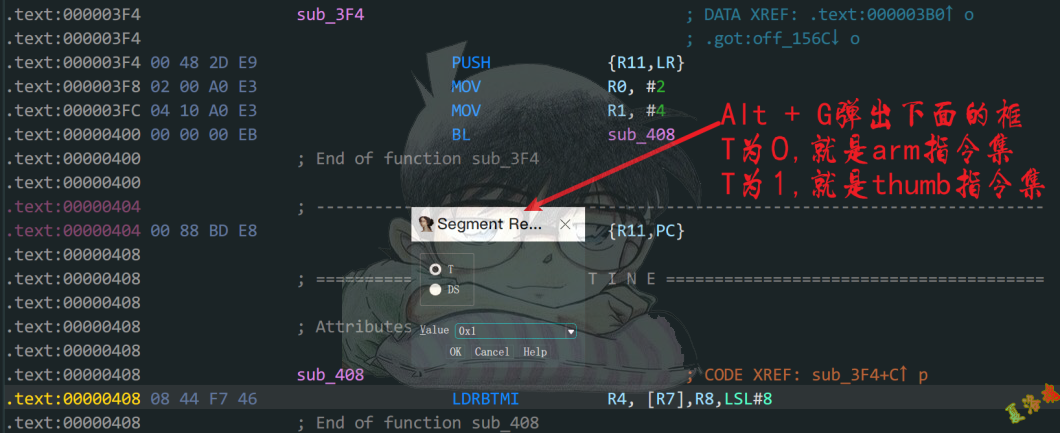 .text:000003F4 sub_3F4 ; DATA XREF: .text:000003B0↑o
.text:000003F4 ; .got:off_156C↓o
.text:000003F4 00 48 2D E9 PUSH {R11,LR}
.text:000003F8 02 00 A0 E3 MOV R0, #2
.text:000003FC 04 10 A0 E3 MOV R1, #4
.text:00000400 00 00 00 EB BL sub_408
.text:00000400 ; End of function sub_3F4
.text:00000400
.text:00000404 ; ---------------------------------------------------------------------------
.text:00000404 00 88 BD E8 {R11,PC}
.text:00000408
.text:00000408 ; ========== T I N E =======================================
.text:00000408
.text:00000408 ; Attributes
.text:00000408
.text:00000408 sub_408 ; CODE XREF: sub_3F4+C↑p
.text:00000408 08 44 F7 46 LDRBTMI R4, [R7],R8,LSL#8
.text:00000408 ; End of function sub_408
Alt + G弹出下面的框
T为0,就是arm指令集
T为1,就是thumb指令集
Segment Re...
T
DS
Value 0x1
OK Cancel Help